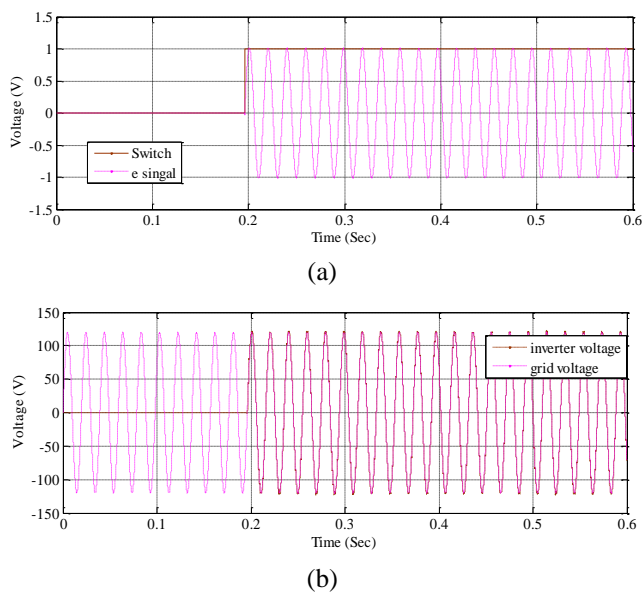 1.5
1
0.5
0
-0.5
-1
-1.5
Voltage (V)
Switch
e singal
0 0.1 0.2 0.3 0.4 0.5 0.6
Time (Sec)
(a)
150
100
50
0
-50
-100
-150
Voltage (V)
inverter voltage
grid voltage
0 0.1 0.2 0.3 0.4 0.5 0.6
Time (Sec)
(b)